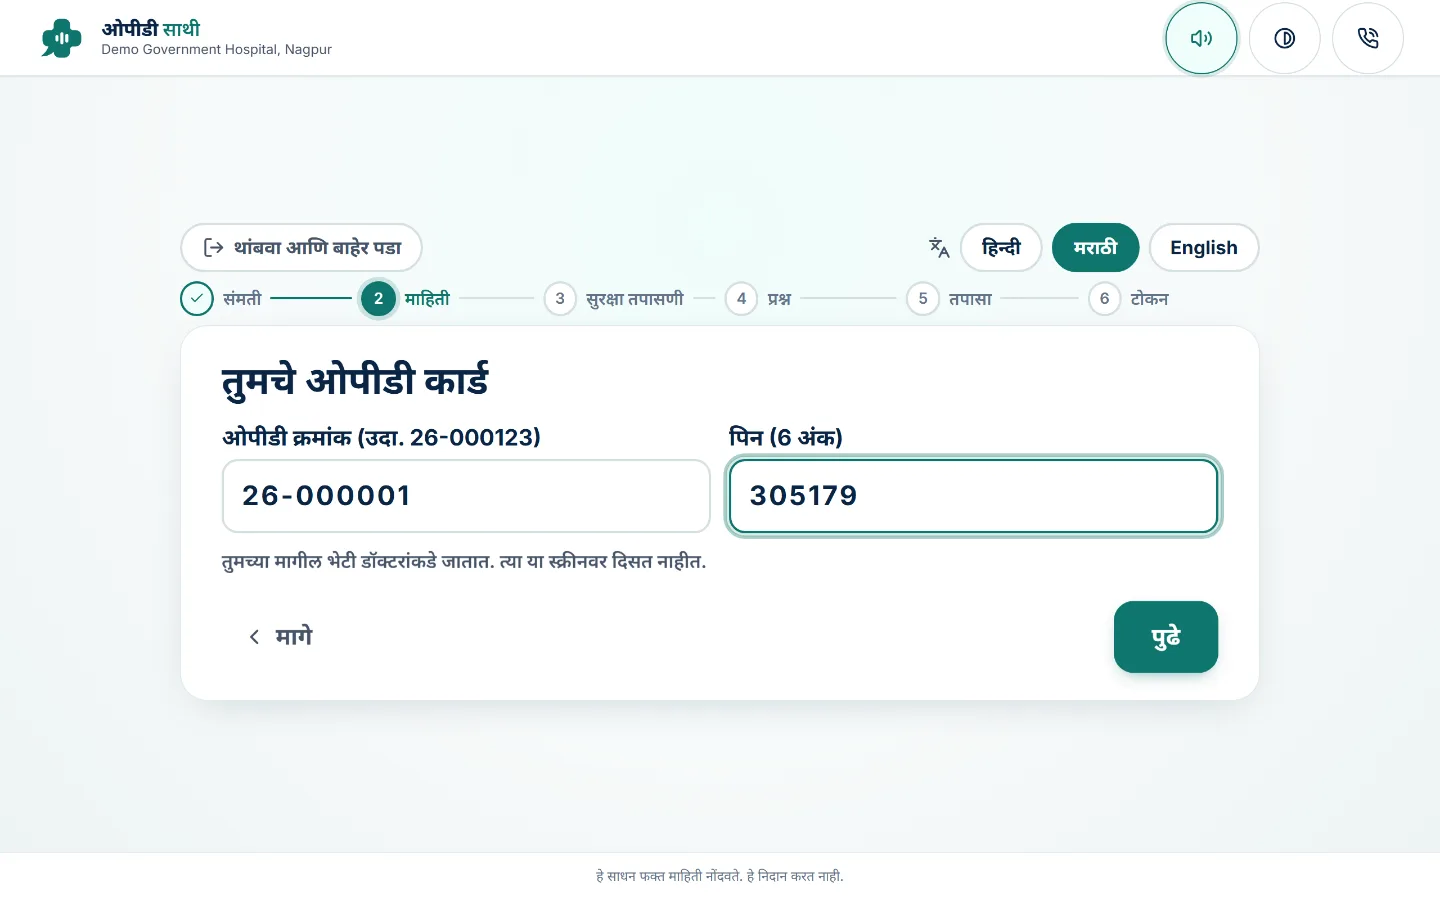 ओपीडी साथी
Demo Government Hospital, Nagpur
थांबवा आणि बाहेर पडा
हिन्दी
मराठी
English
संमती
2 माहिती
3 सुरक्षा तपासणी
4 प्रश्न
5 तपासा
6 टोकन
तुमचे ओपीडी कार्ड
ओपीडी क्रमांक (उदा. 26-000123)
26-000001
पिन (6 अंक)
305179
तुमच्या मागील भेटी डॉक्टरांकडे जातात. त्या या स्क्रीनवर दिसत नाहीत.
मागे
पुढे
हे साधन फक्त माहिती नोंदवते. हे निदान करत नाही.